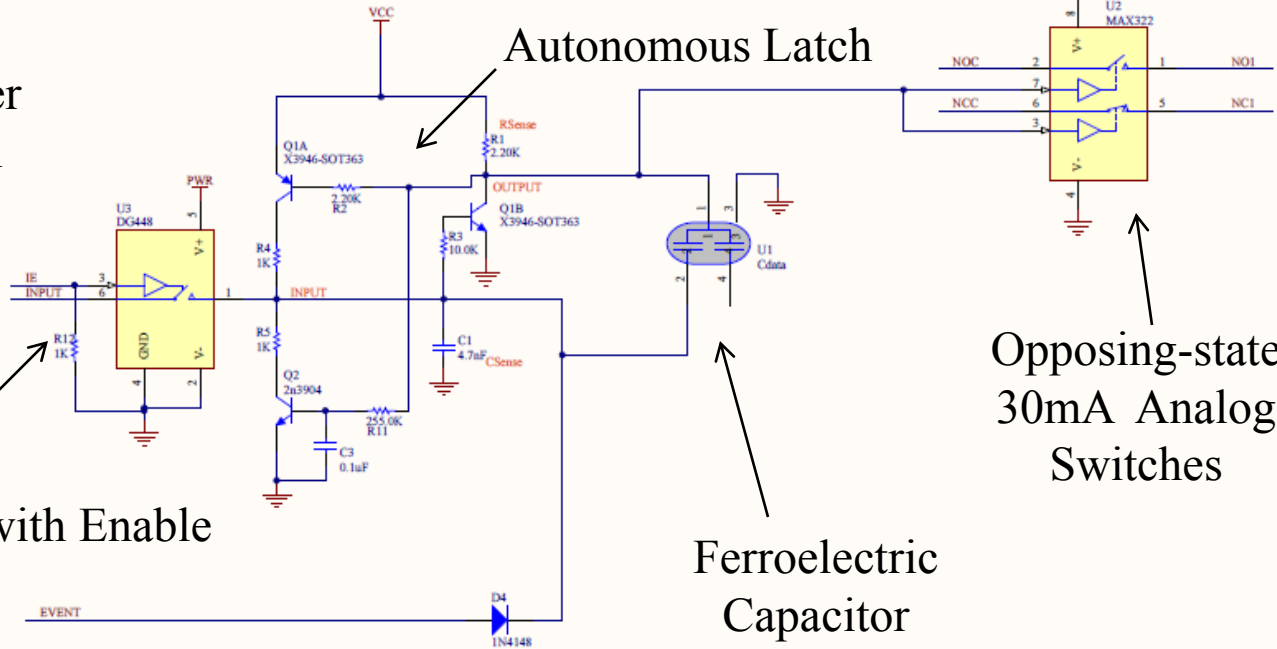 VCC
U2
MAX322
8
V+
Autonomous Latch
er
NOC
2
1
NO1
7
NCC
6
5
NC1
3
V-
4
RSense
R1
2.20K
Q1A
X3946-SOT363
2.20K
R2
OUTPUT
Q1B
X3946-SOT363
PWR
5
U3
DG448
V+
R3
10.0K
1
3
1
3
U1
Cdata
2
4
R4
1K
IE
3
INPUT
6
1
INPUT
R12
1K
GND
V-
4
2
R5
1K
C1
4.7nF
CSense
Q2
2n3904
255.0K
R11
C3
0.1uF
Opposing-state
30mA Analog
Switches
with Enable
Ferroelectric
Capacitor
EVENT
D4
1N4148